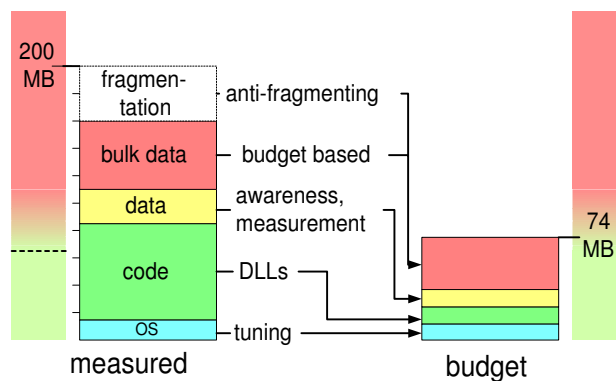 200
MB
fragmen-
tation
anti-fragmenting
bulk data
budget based
data
awareness,
measurement
code
DLLs
OS
tuning
measured
74
MB
budget